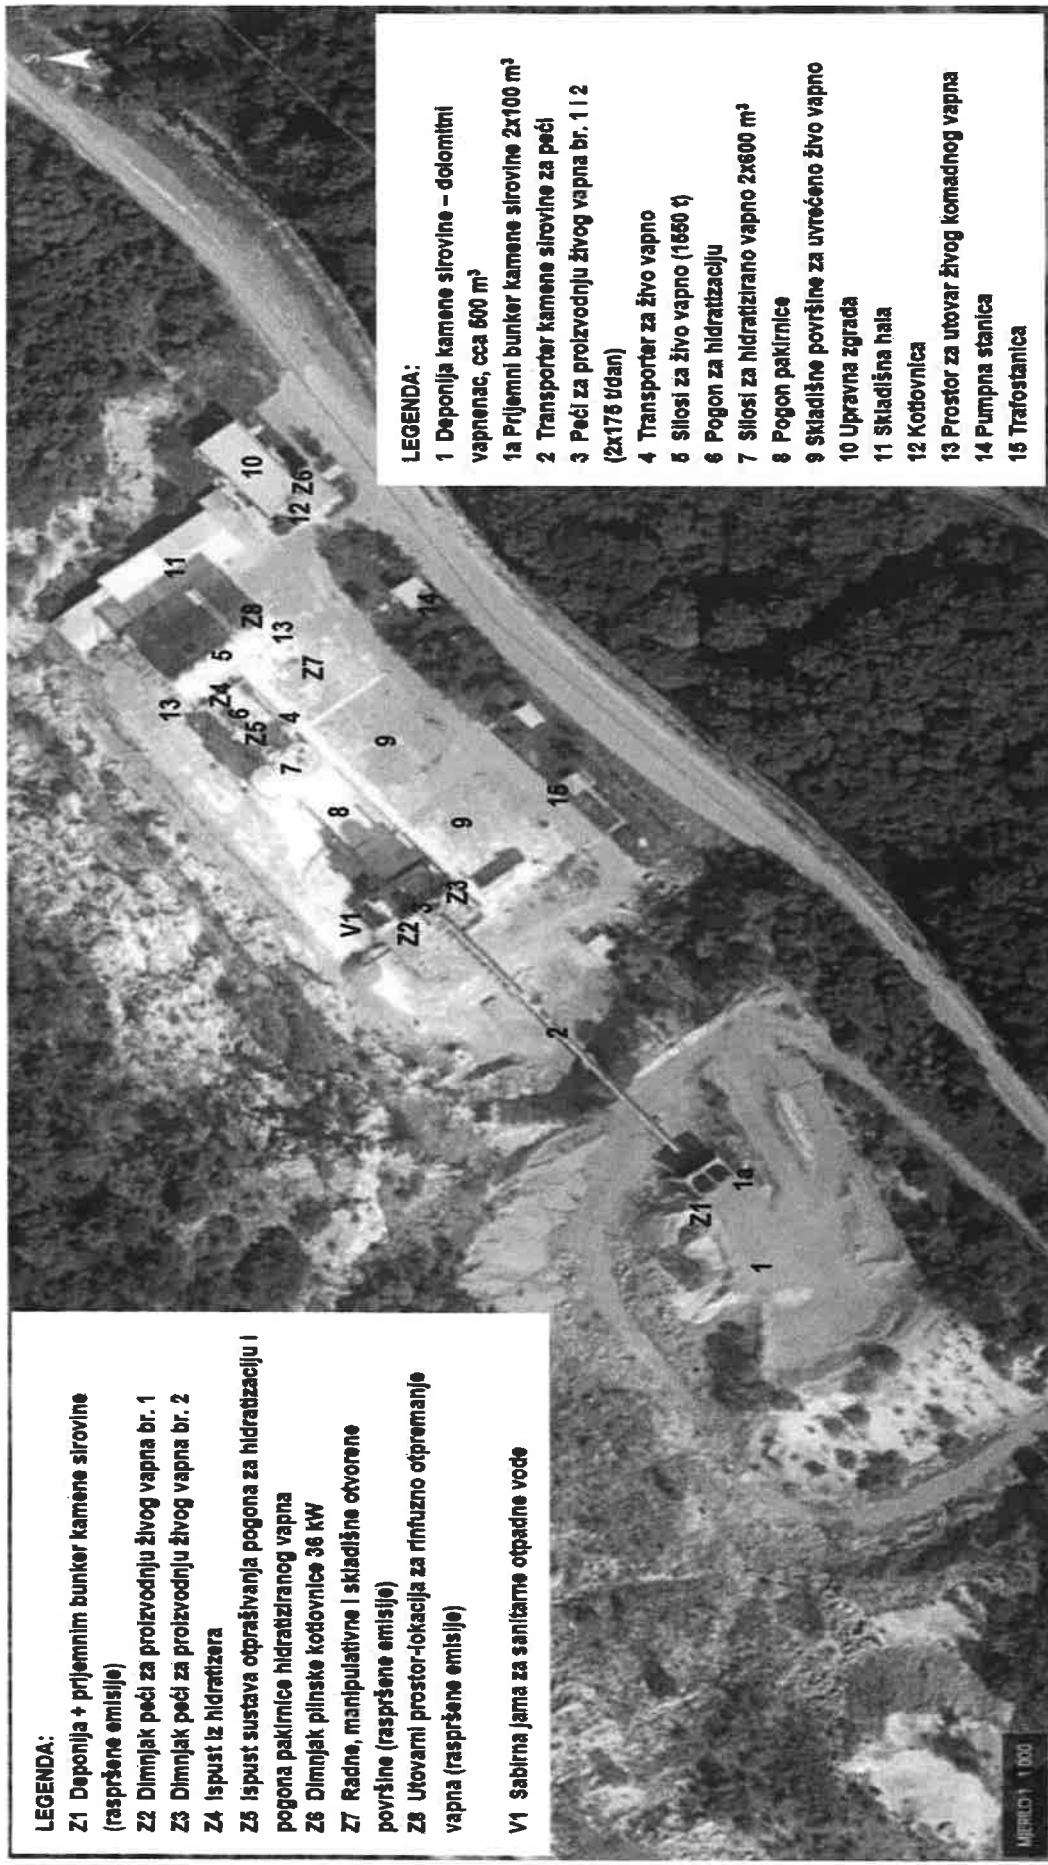 LEGENDA:
Z1 Deponija + prijemnim bunker kamene sirovine
(raspršene emisije)
Z2 Dimnjak peći za proizvodnju živog vapna br. 1
Z3 Dimnjak peći za proizvodnju živog vapna br. 2
Z4 Ispust iz hidratizera
Z5 Ispust sustava otprašivanja pogona za hidratizaciju i
pogona pakirnice hidratiziranog vapna
Z6 Dimnjak plinske kotlovnice 36 kW
Z7 Radne, manipulativne i skladišne otvorene
površine (raspršene emisije)
Z8 Utovarni prostor-lokacija za rinfuzno otpremanje
vapna (raspršene emisije)
V1 Sabirna jama za sanitarne otpadne vode
LEGENDA:
1 Deponija kamene sirovine – dolomitni
vapnenac, cca 500 m³
1a Prijemni bunker kamene sirovine 2x100 m³
2 Transporter kamene sirovine za peći
3 Peći za proizvodnju živog vapna br. 1 i 2
(2x175 t/dan)
4 Transporter za živo vapno
5 Silosi za živo vapno (1550 t)
6 Pogon za hidratizaciju
7 Silosi za hidratizirano vapno 2x600 m³
8 Pogon pakirnice
9 Skladišne površine za uvrećeno živo vapno
10 Upravna zgrada
11 Skladišna hala
12 Kotlovnica
13 Prostor za utovar živog komadnog vapna
14 Pumpna stanica
15 Trafostanica
S
1
Z1
1a
2
V1
Z2
3
Z3
8
7
9
9
15
Z5
6
Z4
4
13
5
Z7
13
Z8
11
14
12 Z6
10
MJERILO 1:1000